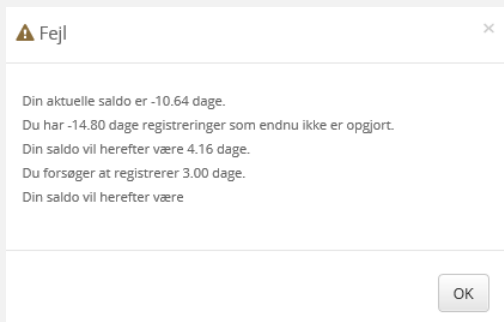 Fejl
Din aktuelle saldo er -10.64 dage.
Du har -14.80 dage registreringer som endnu ikke er opgjort.
Din saldo vil herefter være 4.16 dage.
Du forsøger at registrerer 3.00 dage.
Din saldo vil herefter være
OK